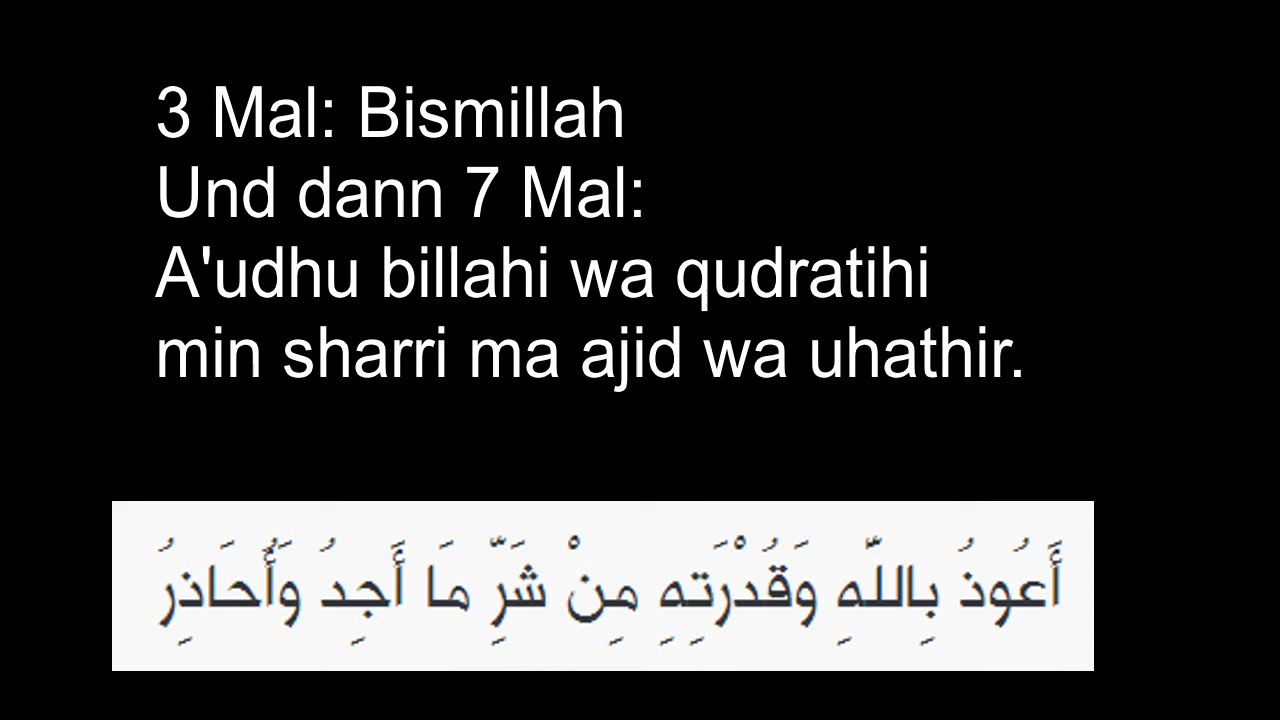 3 Mal: Bismillah
Und dann 7 Mal:
A'udhu billahi wa qudratihi
min sharri ma ajid wa uhathir.
أَعُوذُ بِاللَّهِ وَقُدْرَتِهِ مِنْ شَرِّ مَا أَجِدُ وَأُحَاذِرُ